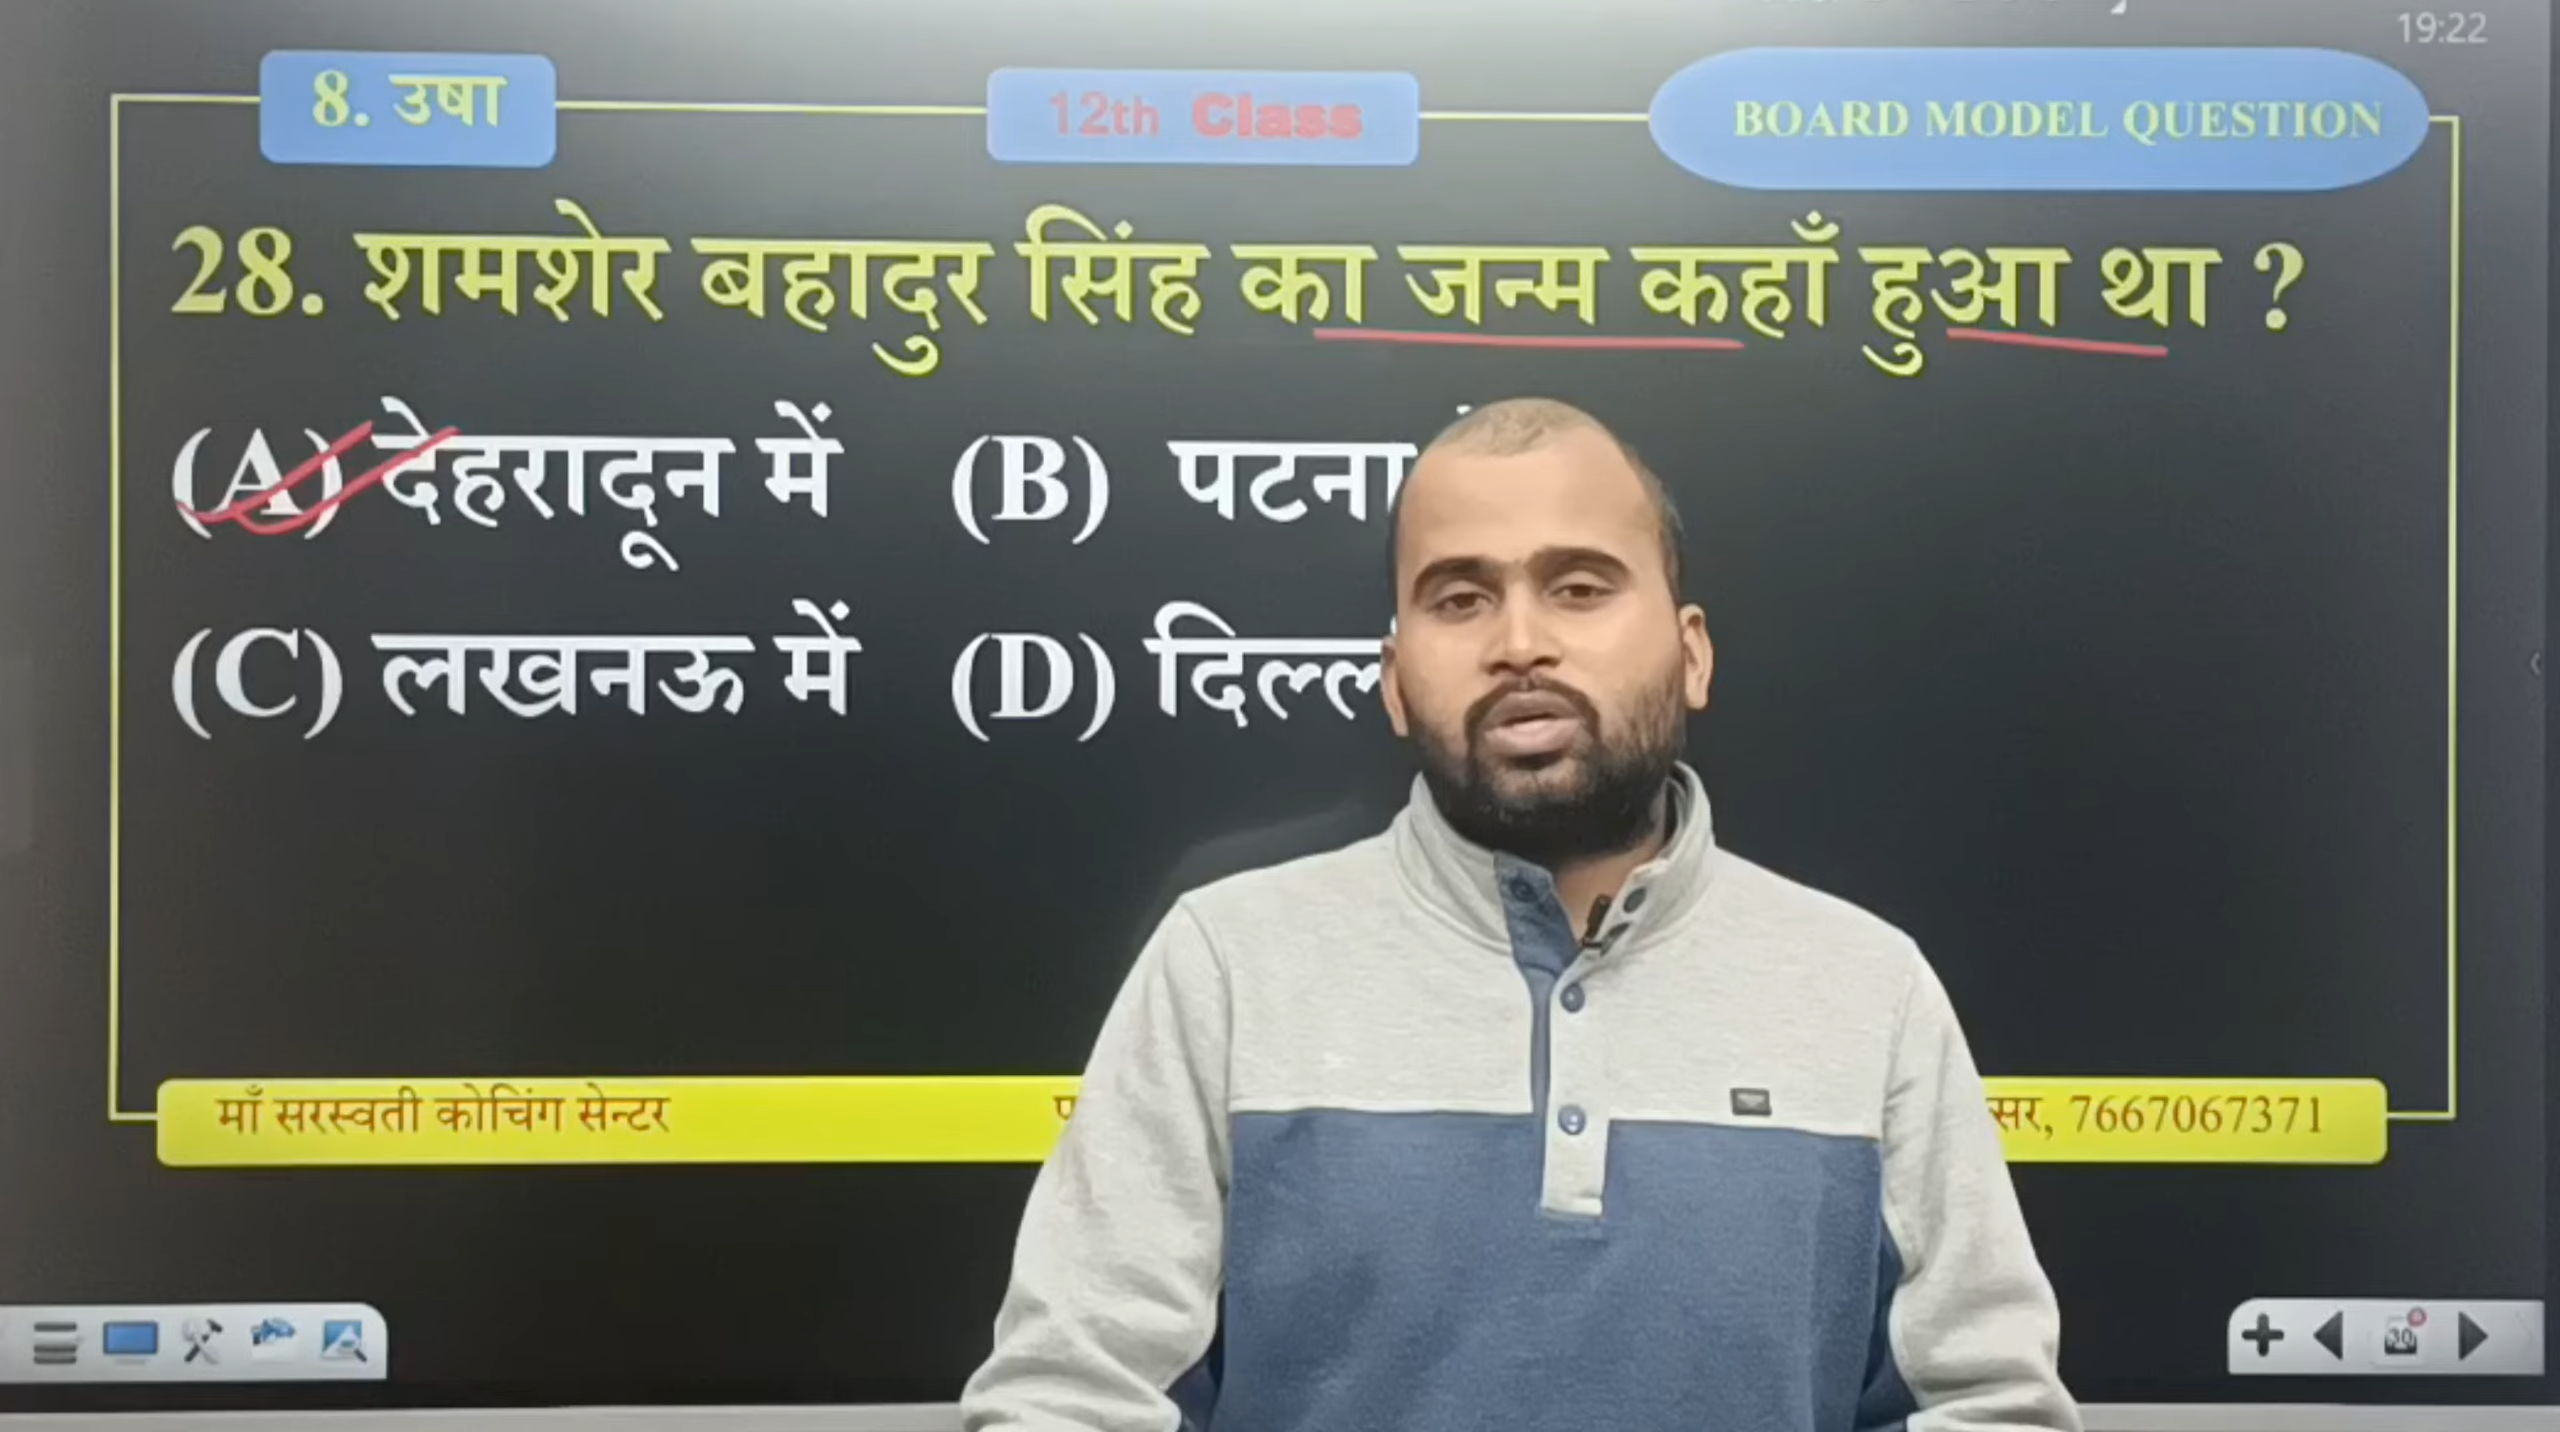 19:22
8. उषा
12th Class
BOARD MODEL QUESTION
28. शमशेर बहादुर सिंह का जन्म कहाँ हुआ था ?
(A) देहरादून में (B) पटना
(C) लखनऊ में (D)
माँ सरस्वती कोचिंग सेन्टर
सर, 7667067371
30